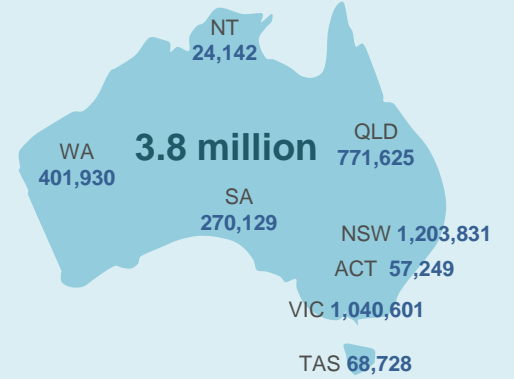 NT
24,142
WA
401,930
3.8 million
QLD
771,625
SA
270,129
NSW 1,203,831
ACT 57,249
VIC 1,040,601
TAS 68,728